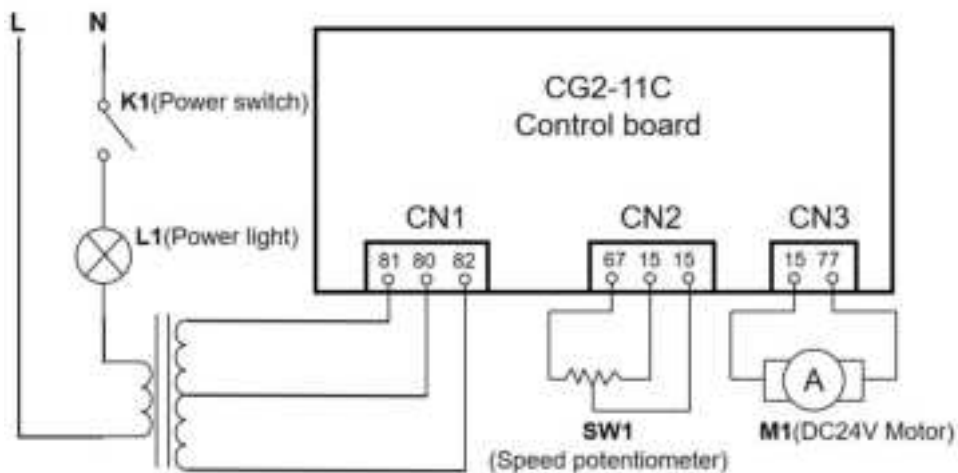 L N
K1(Power switch)
CG2-11C
Control board
L1(Power light)
CN1 CN2 CN3
81 80 82 67 15 15 15 77
A
SW1
(Speed potentiometer)
M1(DC24V Motor)